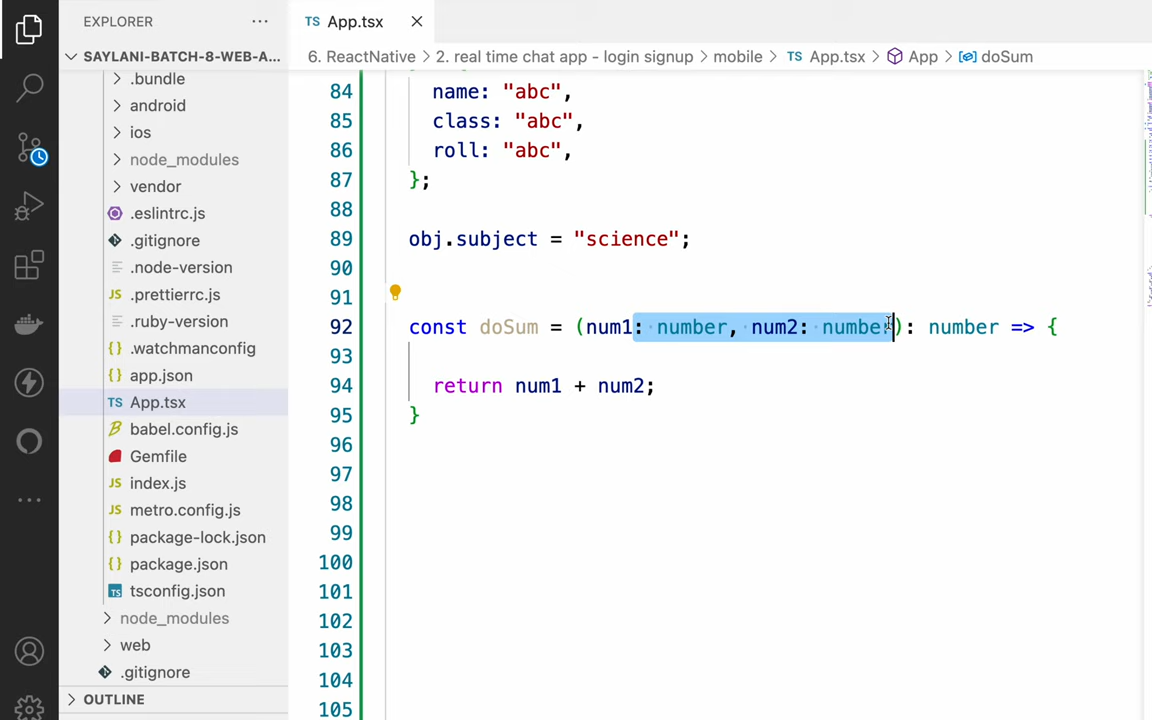 EXPLORER
SAYLANI-BATCH-8-WEB-A...
.bundle
android
ios
node_modules
vendor
.eslintrc.js
.gitignore
.node-version
JS .prettierrc.js
.ruby-version
.watchmanconfig
{} app.json
TS App.tsx
babel.config.js
Gemfile
JS index.js
JS metro.config.js
{} package-lock.json
{} package.json
TS tsconfig.json
node_modules
web
.gitignore
OUTLINE
TS App.tsx
6. ReactNative > 2. real time chat app - login signup > mobile > TS App.tsx > App > doSum
84 name: "abc",
85 class: "abc",
86 roll: "abc",
87 };
88
89 obj.subject = "science";
90
91
92 const doSum = (num1: number, num2: number): number => {
93
94 return num1 + num2;
95 }
96
97
98
99
100
101
102
103
104
105